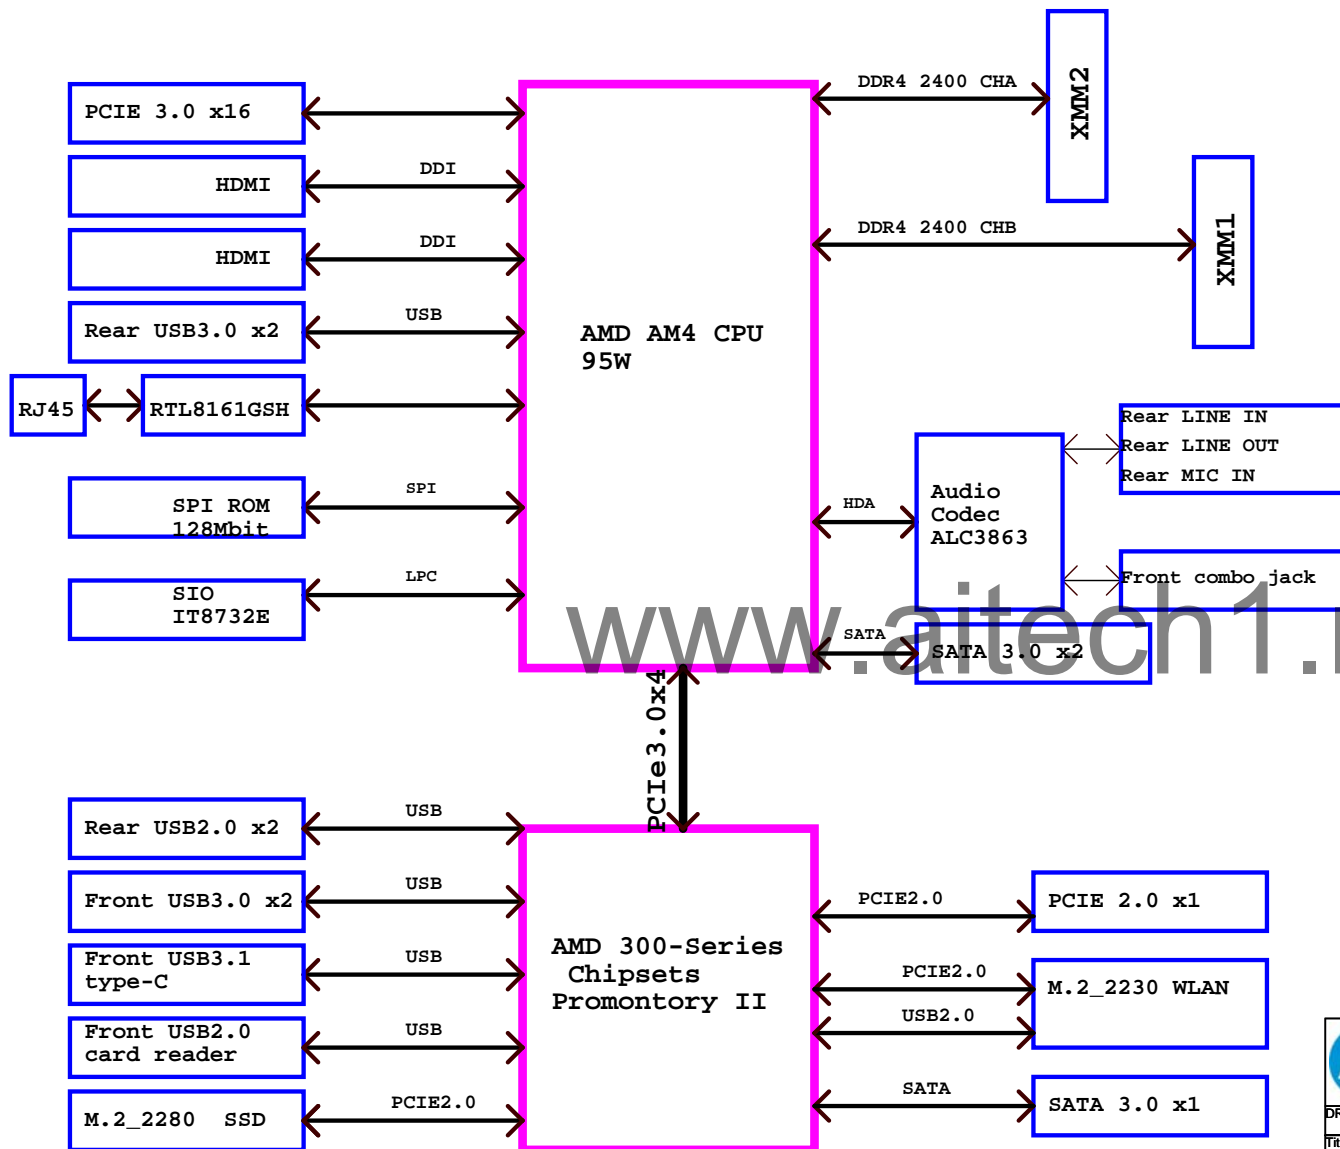 PCIE 3.0 x16
HDMI
DDI
HDMI
DDI
Rear USB3.0 x2
USB
RJ45
RTL8161GSH
SPI ROM
128Mbit
SPI
SIO
IT8732E
LPC
AMD AM4 CPU
95W
DDR4 2400 CHA
XMM2
DDR4 2400 CHB
XMM1
HDA
Audio
Codec
ALC3863
Rear LINE IN
Rear LINE OUT
Rear MIC IN
Front combo jack
SATA
SATA 3.0 x2
www.aitech1.
PCIe3.0x4
Rear USB2.0 x2
USB
Front USB3.0 x2
USB
Front USB3.1
type-C
USB
Front USB2.0
card reader
USB
M.2_2280 SSD
PCIE2.0
AMD 300-Series
Chipsets
Promontory II
PCIE2.0
PCIE 2.0 x1
PCIE2.0
M.2_2230 WLAN
USB2.0
SATA
SATA 3.0 x1